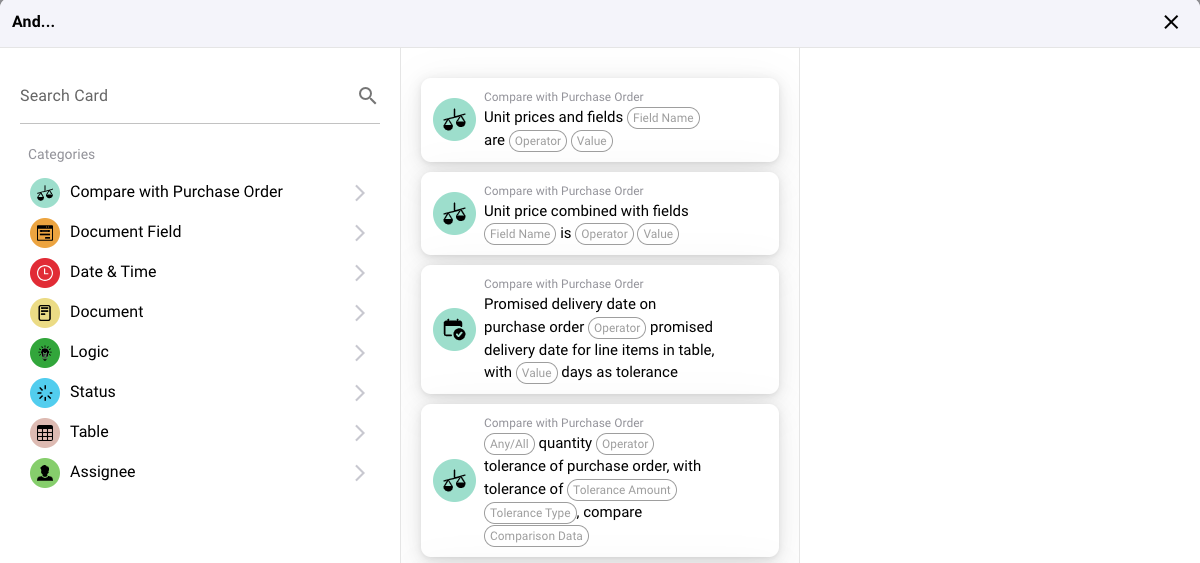 And...
Search Card
Categories
Compare with Purchase Order
Document Field
Date & Time
Document
Logic
Status
Table
Assignee
Compare with Purchase Order
Unit prices and fields Field Name
are Operator Value
Compare with Purchase Order
Unit price combined with fields
Field Name is Operator Value
Compare with Purchase Order
Promised delivery date on
purchase order Operator promised
delivery date for line items in table,
with Value days as tolerance
Compare with Purchase Order
Any/All quantity Operator
tolerance of purchase order, with
tolerance of Tolerance Amount
Tolerance Type, compare
Comparison Data